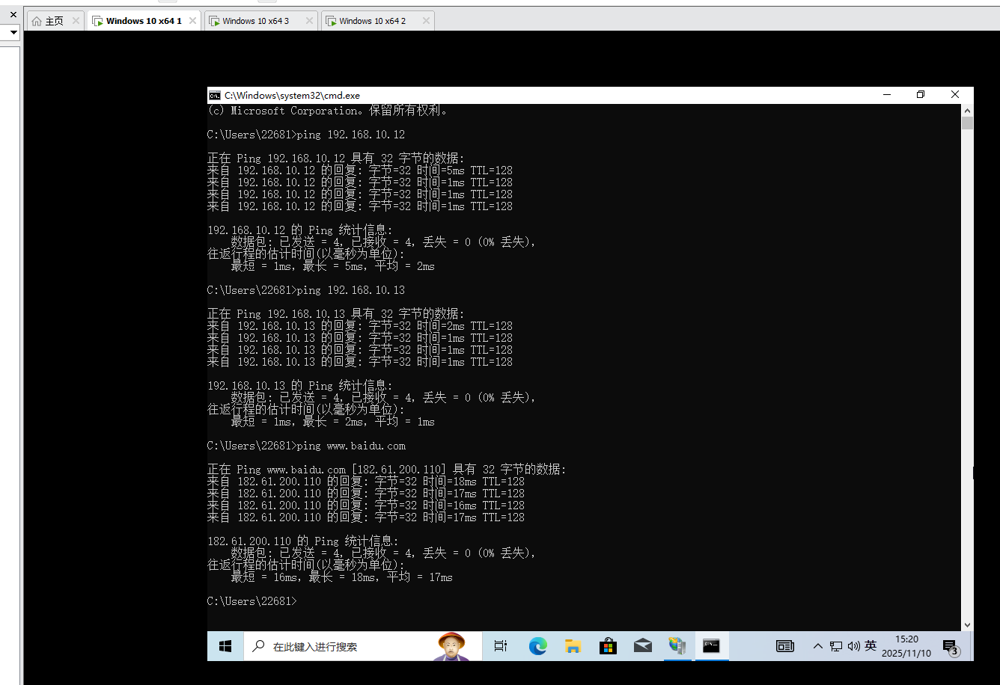 主页
Windows 10 x64 1
Windows 10 x64 3
Windows 10 x64 2
C:\Windows\system32\cmd.exe
(c) Microsoft Corporation。保留所有权利。
C:\Users\22681>ping 192.168.10.12
正在 Ping 192.168.10.12 具有 32 字节的数据:
来自 192.168.10.12 的回复: 字节=32 时间=5ms TTL=128
来自 192.168.10.12 的回复: 字节=32 时间=1ms TTL=128
来自 192.168.10.12 的回复: 字节=32 时间=1ms TTL=128
来自 192.168.10.12 的回复: 字节=32 时间=1ms TTL=128
192.168.10.12 的 Ping 统计信息:
数据包: 已发送 = 4，已接收 = 4，丢失 = 0 (0% 丢失)，
往返行程的估计时间(以毫秒为单位):
最短 = 1ms，最长 = 5ms，平均 = 2ms
C:\Users\22681>ping 192.168.10.13
正在 Ping 192.168.10.13 具有 32 字节的数据:
来自 192.168.10.13 的回复: 字节=32 时间=2ms TTL=128
来自 192.168.10.13 的回复: 字节=32 时间=1ms TTL=128
来自 192.168.10.13 的回复: 字节=32 时间=1ms TTL=128
来自 192.168.10.13 的回复: 字节=32 时间=1ms TTL=128
192.168.10.13 的 Ping 统计信息:
数据包: 已发送 = 4，已接收 = 4，丢失 = 0 (0% 丢失)，
往返行程的估计时间(以毫秒为单位):
最短 = 1ms，最长 = 2ms，平均 = 1ms
C:\Users\22681>ping www.baidu.com
正在 Ping www.baidu.com [182.61.200.110] 具有 32 字节的数据:
来自 182.61.200.110 的回复: 字节=32 时间=18ms TTL=128
来自 182.61.200.110 的回复: 字节=32 时间=17ms TTL=128
来自 182.61.200.110 的回复: 字节=32 时间=16ms TTL=128
来自 182.61.200.110 的回复: 字节=32 时间=17ms TTL=128
182.61.200.110 的 Ping 统计信息:
数据包: 已发送 = 4，已接收 = 4，丢失 = 0 (0% 丢失)，
往返行程的估计时间(以毫秒为单位):
最短 = 16ms，最长 = 18ms，平均 = 17ms
C:\Users\22681>
在此键入进行搜索
英
15:20
2025/11/10
3